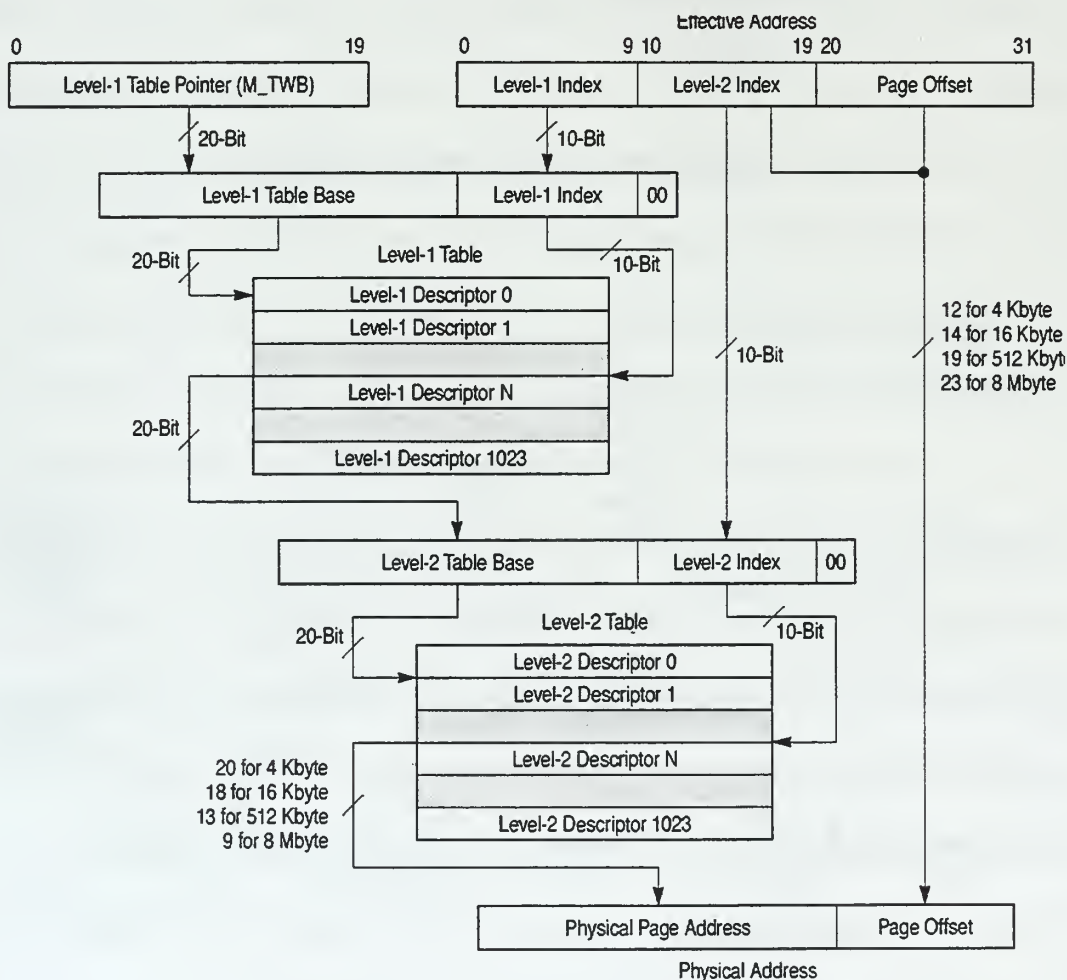 Effective Address
0 19 0 9 10 19 20 31
Level-1 Table Pointer (M_TWB) Level-1 Index Level-2 Index Page Offset
20-Bit 10-Bit
Level-1 Table Base Level-1 Index 00
20-Bit Level-1 Table 10-Bit
Level-1 Descriptor 0
Level-1 Descriptor 1
Level-1 Descriptor N
Level-1 Descriptor 1023
20-Bit
10-Bit
12 for 4 Kbyte
14 for 16 Kbyte
19 for 512 Kbyt
23 for 8 Mbyte
Level-2 Table Base Level-2 Index 00
20-Bit Level-2 Table 10-Bit
Level-2 Descriptor 0
Level-2 Descriptor 1
Level-2 Descriptor N
Level-2 Descriptor 1023
20 for 4 Kbyte
18 for 16 Kbyte
13 for 512 Kbyte
9 for 8 Mbyte
Physical Page Address Page Offset
Physical Address